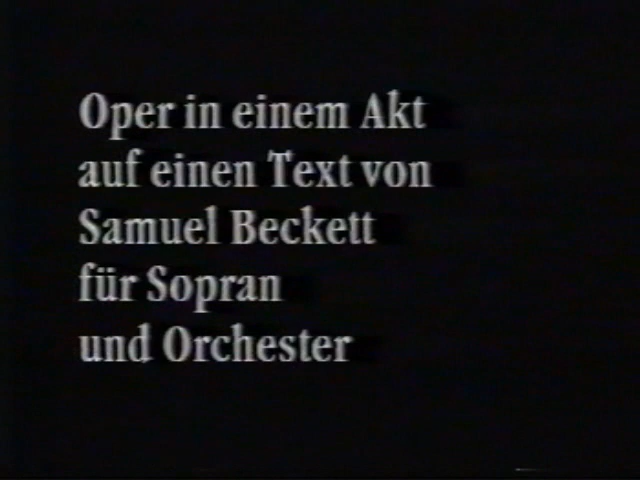 Oper in einem Akt
auf einen Text von
Samuel Beckett
für Sopran
und Orchester